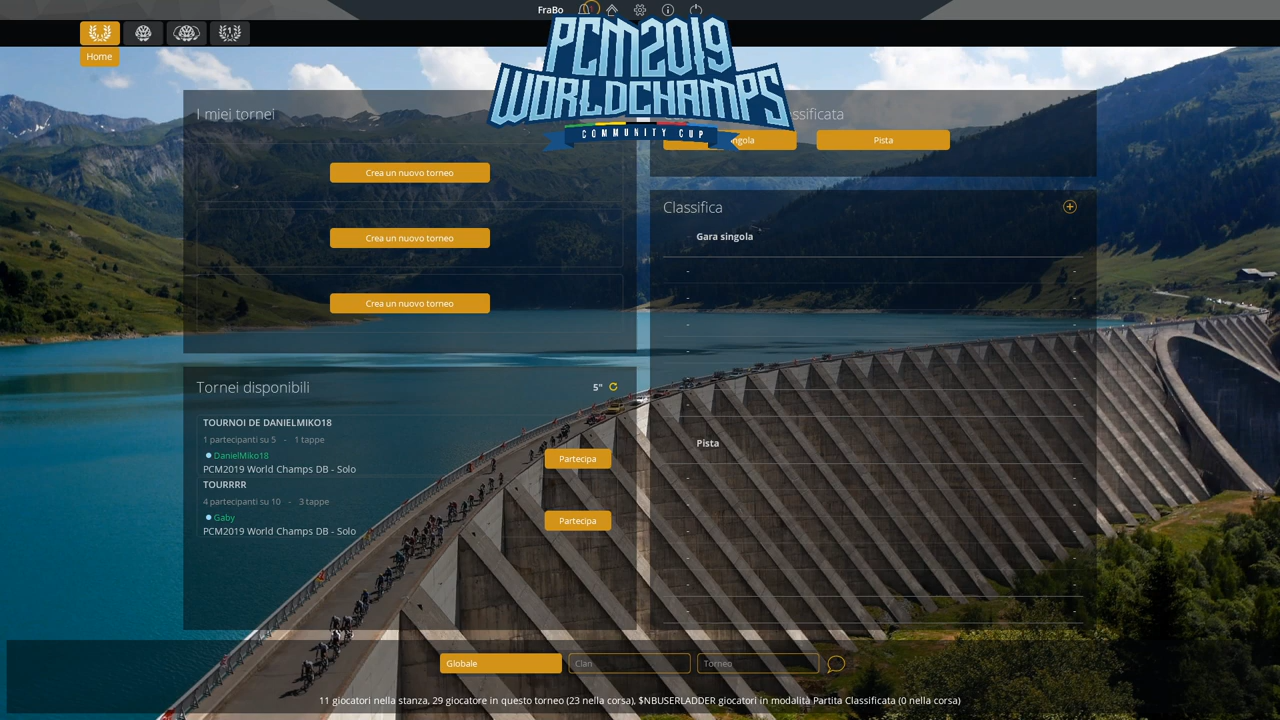 FraBo
PCM2019
WORLDCHAMPS
COMMUNITY CUP
Home
I miei tornei
Crea un nuovo torneo
Crea un nuovo torneo
Crea un nuovo torneo
Pista
Classifica
Gara singola
-
-
-
-
-
-
-
-
-
-
Pista
-
-
-
-
-
-
-
-
-
-
Tornei disponibili
5"
TOURNOI DE DANIELMIKO18
1 partecipanti su 5 - 1 tappe
DanielMiko18
PCM2019 World Champs DB - Solo
Partecipa
TOURRRR
4 partecipanti su 10 - 3 tappe
Gaby
PCM2019 World Champs DB - Solo
Partecipa
Globale
Clan
Torneo
11 giocatori nella stanza, 29 giocatore in questo torneo (23 nella corsa), $NBUSERLADDER giocatori in modalità Partita Classificata (0 nella corsa)